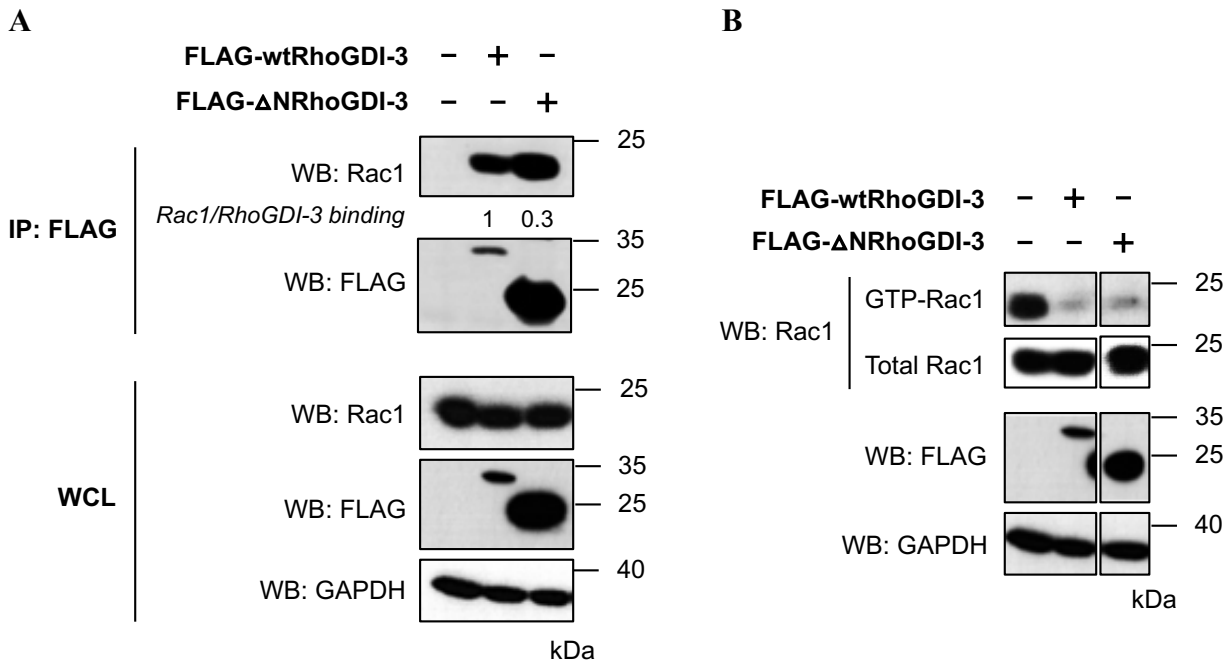 A
FLAG-wtRhoGDI-3 – + –
FLAG-ΔNRhoGDI-3 – – +
IP: FLAG
WB: Rac1 25
Rac1/RhoGDI-3 binding 1 0.3
WB: FLAG 35
25
WCL
WB: Rac1 25
WB: FLAG 35
25
WB: GAPDH 40
kDa
B
FLAG-wtRhoGDI-3 – + –
FLAG-ΔNRhoGDI-3 – – +
WB: Rac1
GTP-Rac1 25
Total Rac1 25
WB: FLAG 35
25
WB: GAPDH 40
kDa